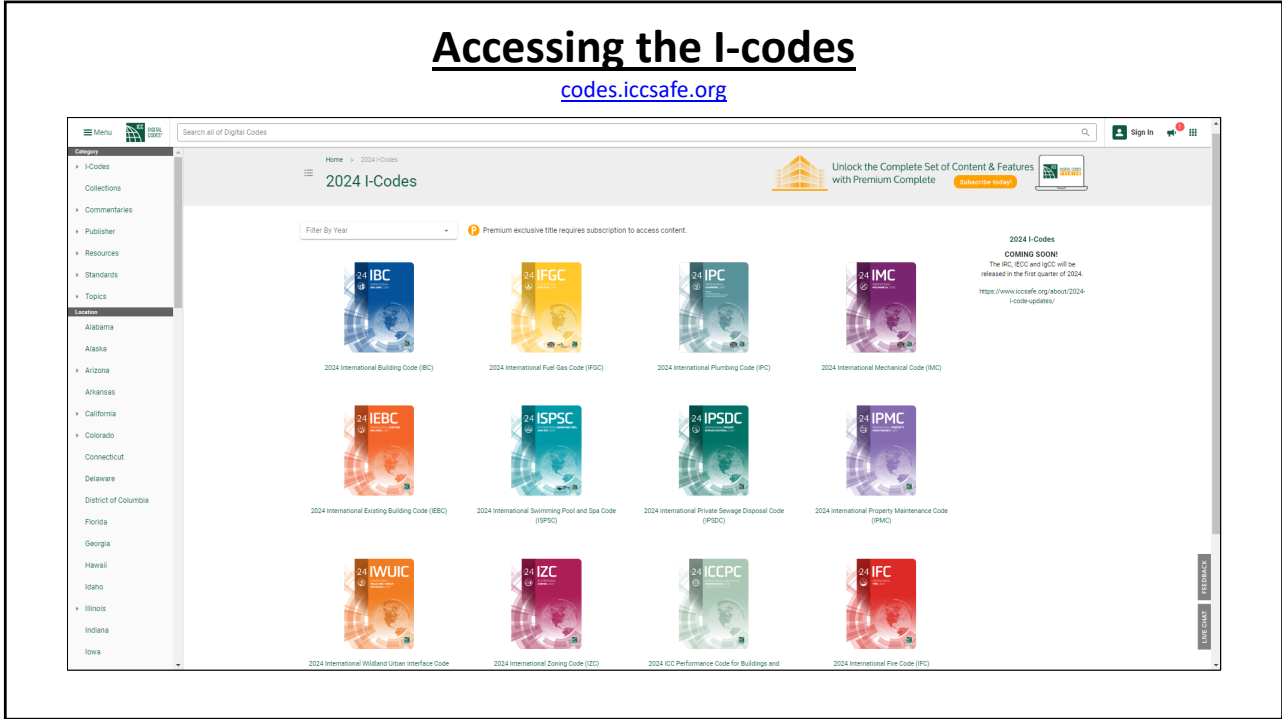 Accessing the I-codes
codes.iccsafe.org
Menu
ICC DIGITAL CODES
Search all of Digital Codes
Sign In
1
Category
I-Codes
Collections
Commentaries
Publisher
Resources
Standards
Topics
Location
Alabama
Alaska
Arizona
Arkansas
California
Colorado
Connecticut
Delaware
District of Columbia
Florida
Georgia
Hawaii
Idaho
Illinois
Indiana
Iowa
Home > 2024 I-Codes
2024 I-Codes
Unlock the Complete Set of Content & Features
with Premium Complete
Subscribe today!
Filter By Year
P Premium exclusive title requires subscription to access content.
2024 I-Codes
COMING SOON!
The IRC, IECC and IgCC will be
released in the first quarter of 2024.
https://www.iccsafe.org/about/2024-
i-code-updates/
24 IBC
24 IFGC
24 IPC
24 IMC
2024 International Building Code (IBC)
2024 International Fuel Gas Code (IFGC)
2024 International Plumbing Code (IPC)
2024 International Mechanical Code (IMC)
24 IEBC
24 ISPSC
24 IPSDC
24 IPMC
2024 International Existing Building Code (IEBC)
2024 International Swimming Pool and Spa Code
(ISPSC)
2024 International Private Sewage Disposal Code
(IPSDC)
2024 International Property Maintenance Code
(IPMC)
24 IWUIC
24 IZC
24 ICCPC
24 IFC
2024 International Wildland Urban Interface Code
2024 International Zoning Code (IZC)
2024 ICC Performance Code for Buildings and
2024 International Fire Code (IFC)
FEEDBACK
LIVE CHAT